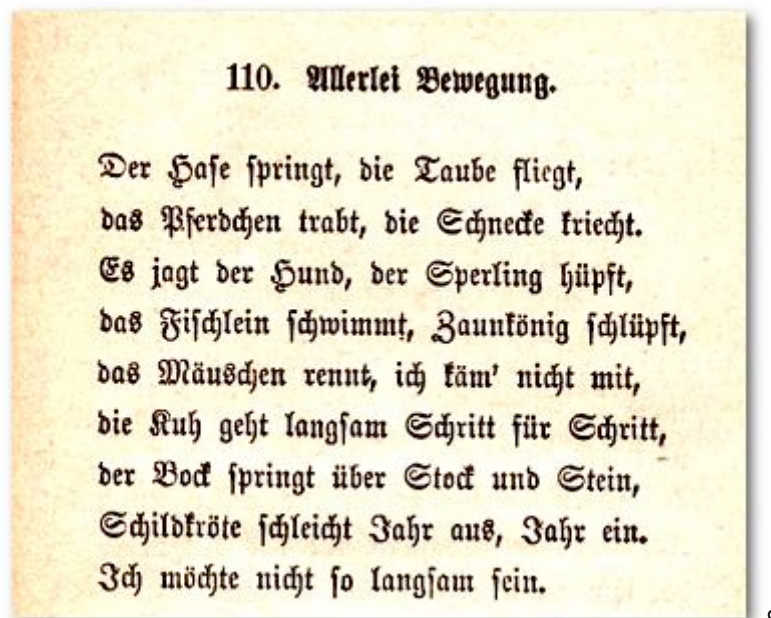 110. Allerlei Bewegung.
Der Hase springt, die Taube fliegt,
das Pferdchen trabt, die Schnecke kriecht.
Es jagt der Hund, der Sperling hüpft,
das Fischlein schwimmt, Zaunkönig schlüpft,
das Mäuschen rennt, ich käm' nicht mit,
die Kuh geht langsam Schritt für Schritt,
der Bock springt über Stock und Stein,
Schildkröte schleicht Jahr aus, Jahr ein.
Ich möchte nicht so langsam sein.